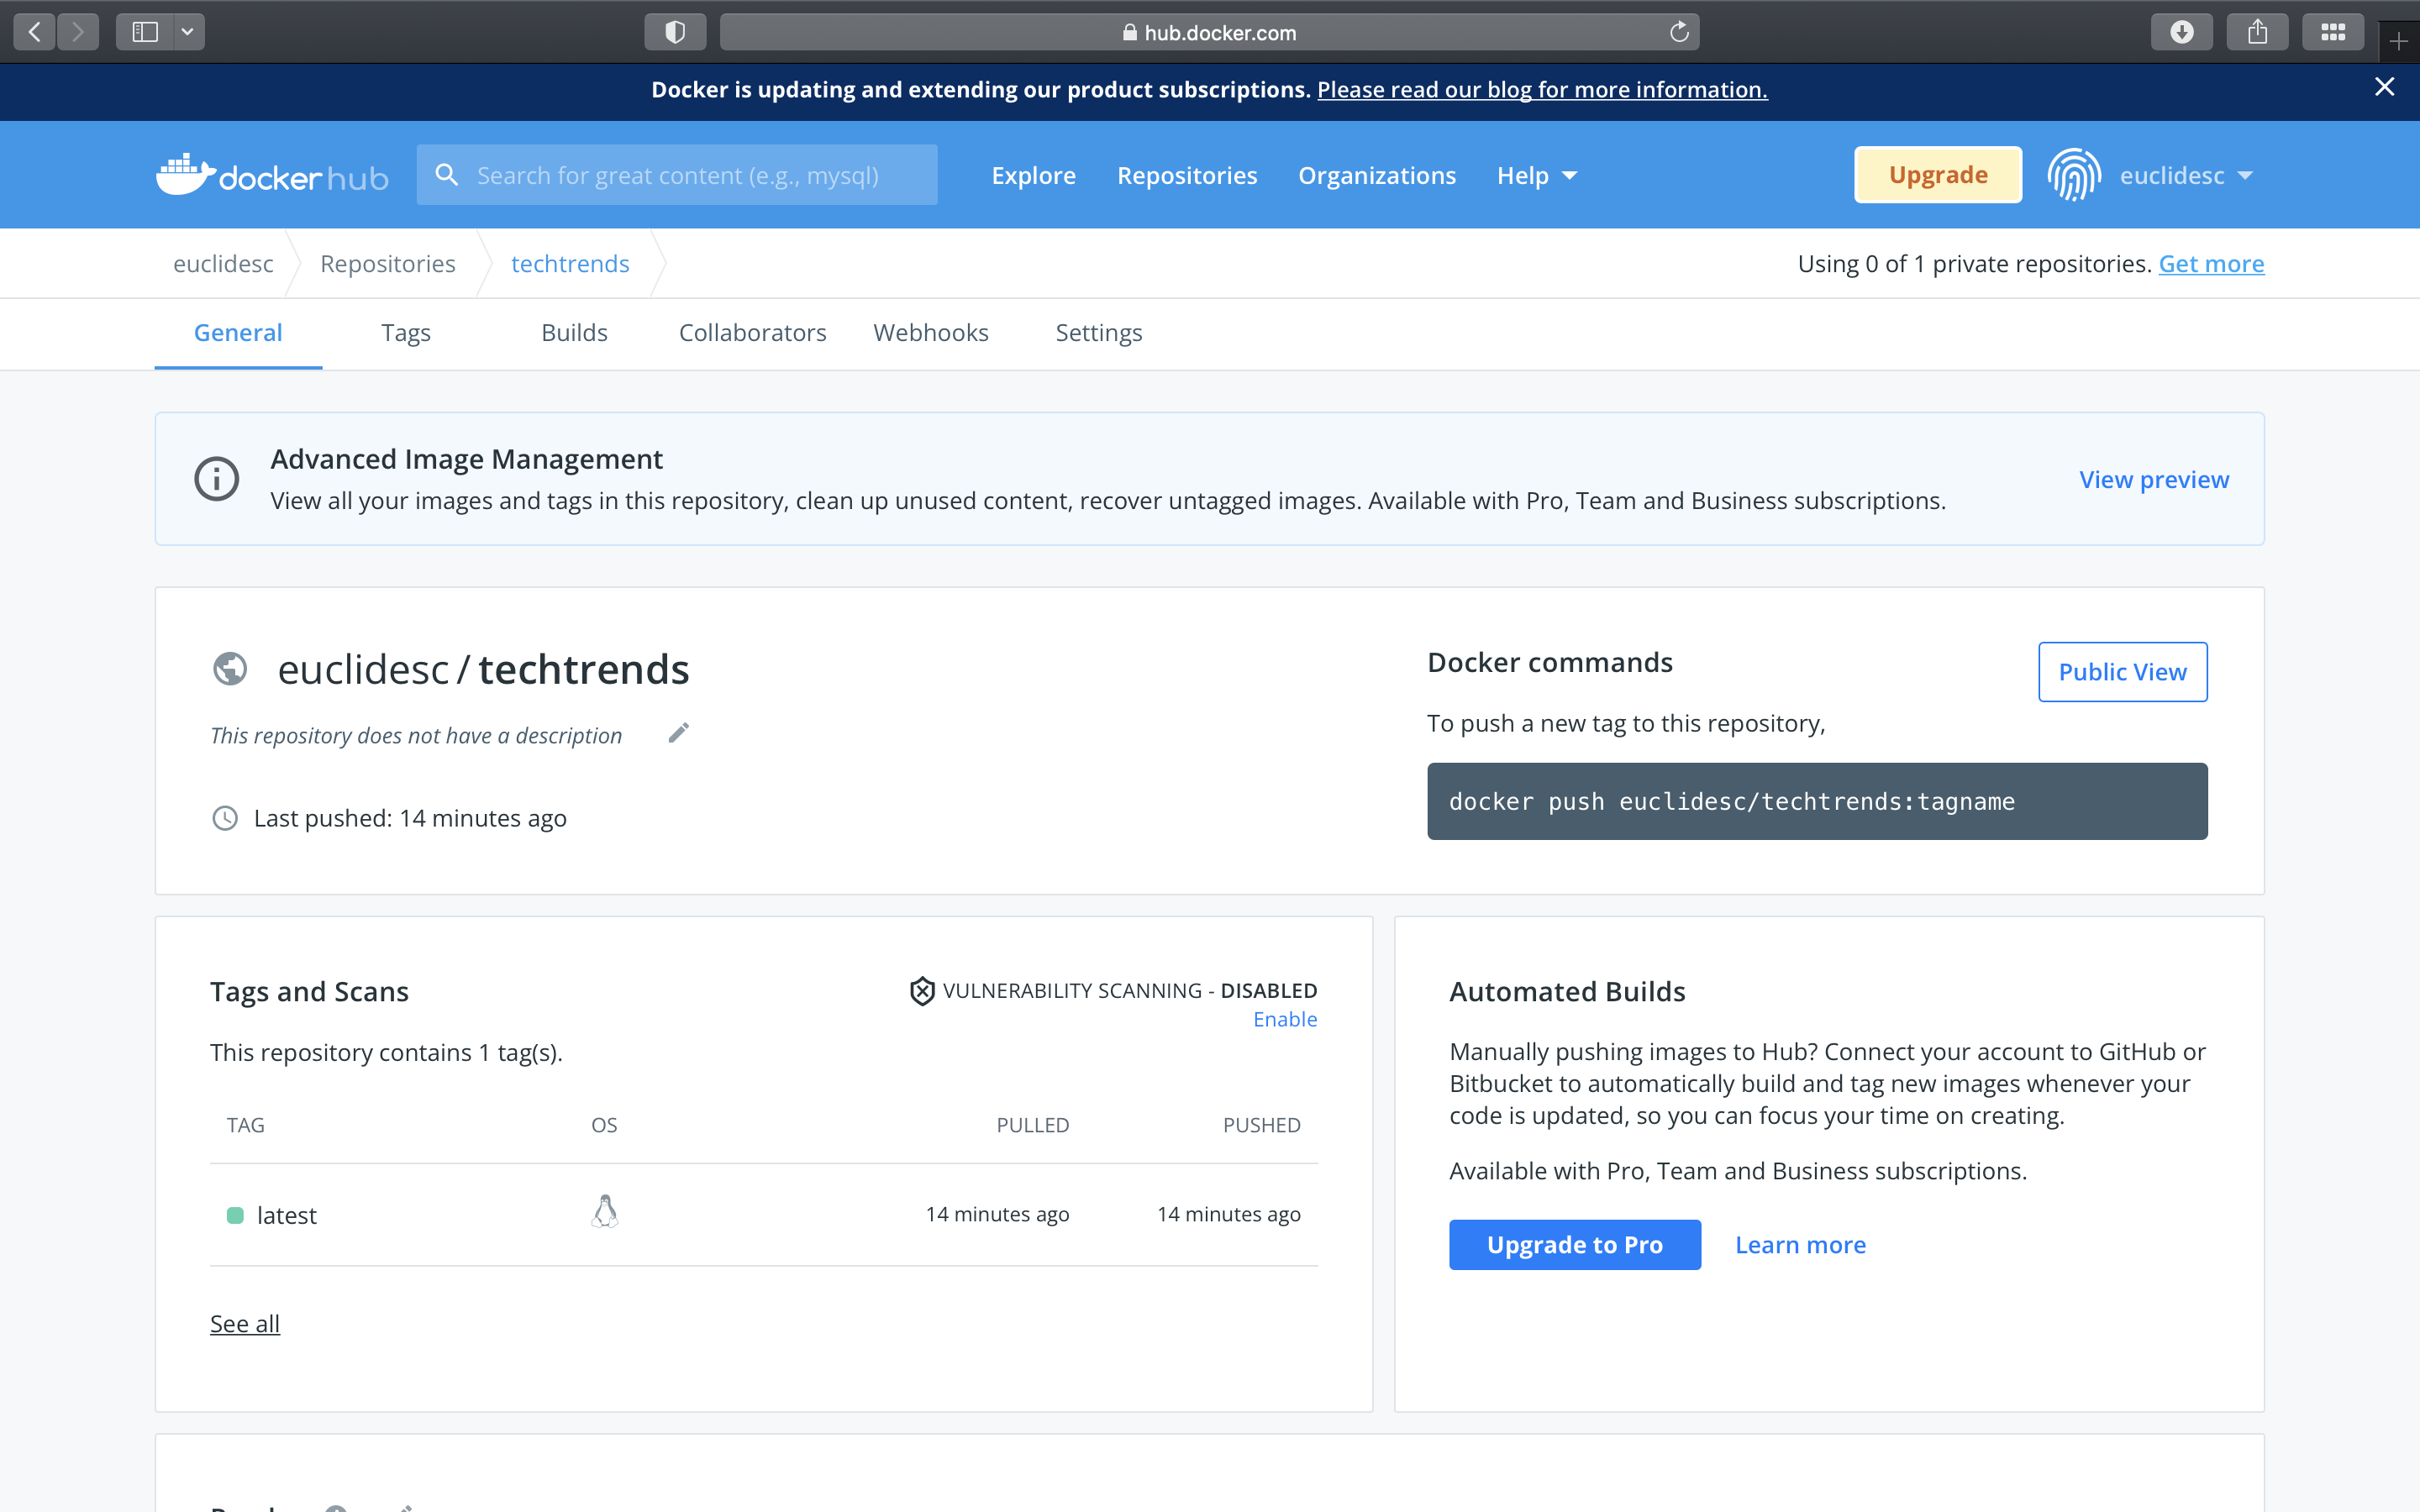 hub.docker.com
Docker is updating and extending our product subscriptions. Please read our blog for more information.
docker hub
Search for great content (e.g., mysql)
Explore
Repositories
Organizations
Help
Upgrade
euclidesc
euclidesc
Repositories
techtrends
Using 0 of 1 private repositories. Get more
General
Tags
Builds
Collaborators
Webhooks
Settings
Advanced Image Management
View all your images and tags in this repository, clean up unused content, recover untagged images. Available with Pro, Team and Business subscriptions.
View preview
euclidesc / techtrends
This repository does not have a description
Last pushed: 14 minutes ago
Docker commands
Public View
To push a new tag to this repository,
docker push euclidesc/techtrends:tagname
Tags and Scans
VULNERABILITY SCANNING - DISABLED
Enable
This repository contains 1 tag(s).
TAG OS PULLED PUSHED
latest 14 minutes ago 14 minutes ago
See all
Automated Builds
Manually pushing images to Hub? Connect your account to GitHub or
Bitbucket to automatically build and tag new images whenever your
code is updated, so you can focus your time on creating.
Available with Pro, Team and Business subscriptions.
Upgrade to Pro
Learn more